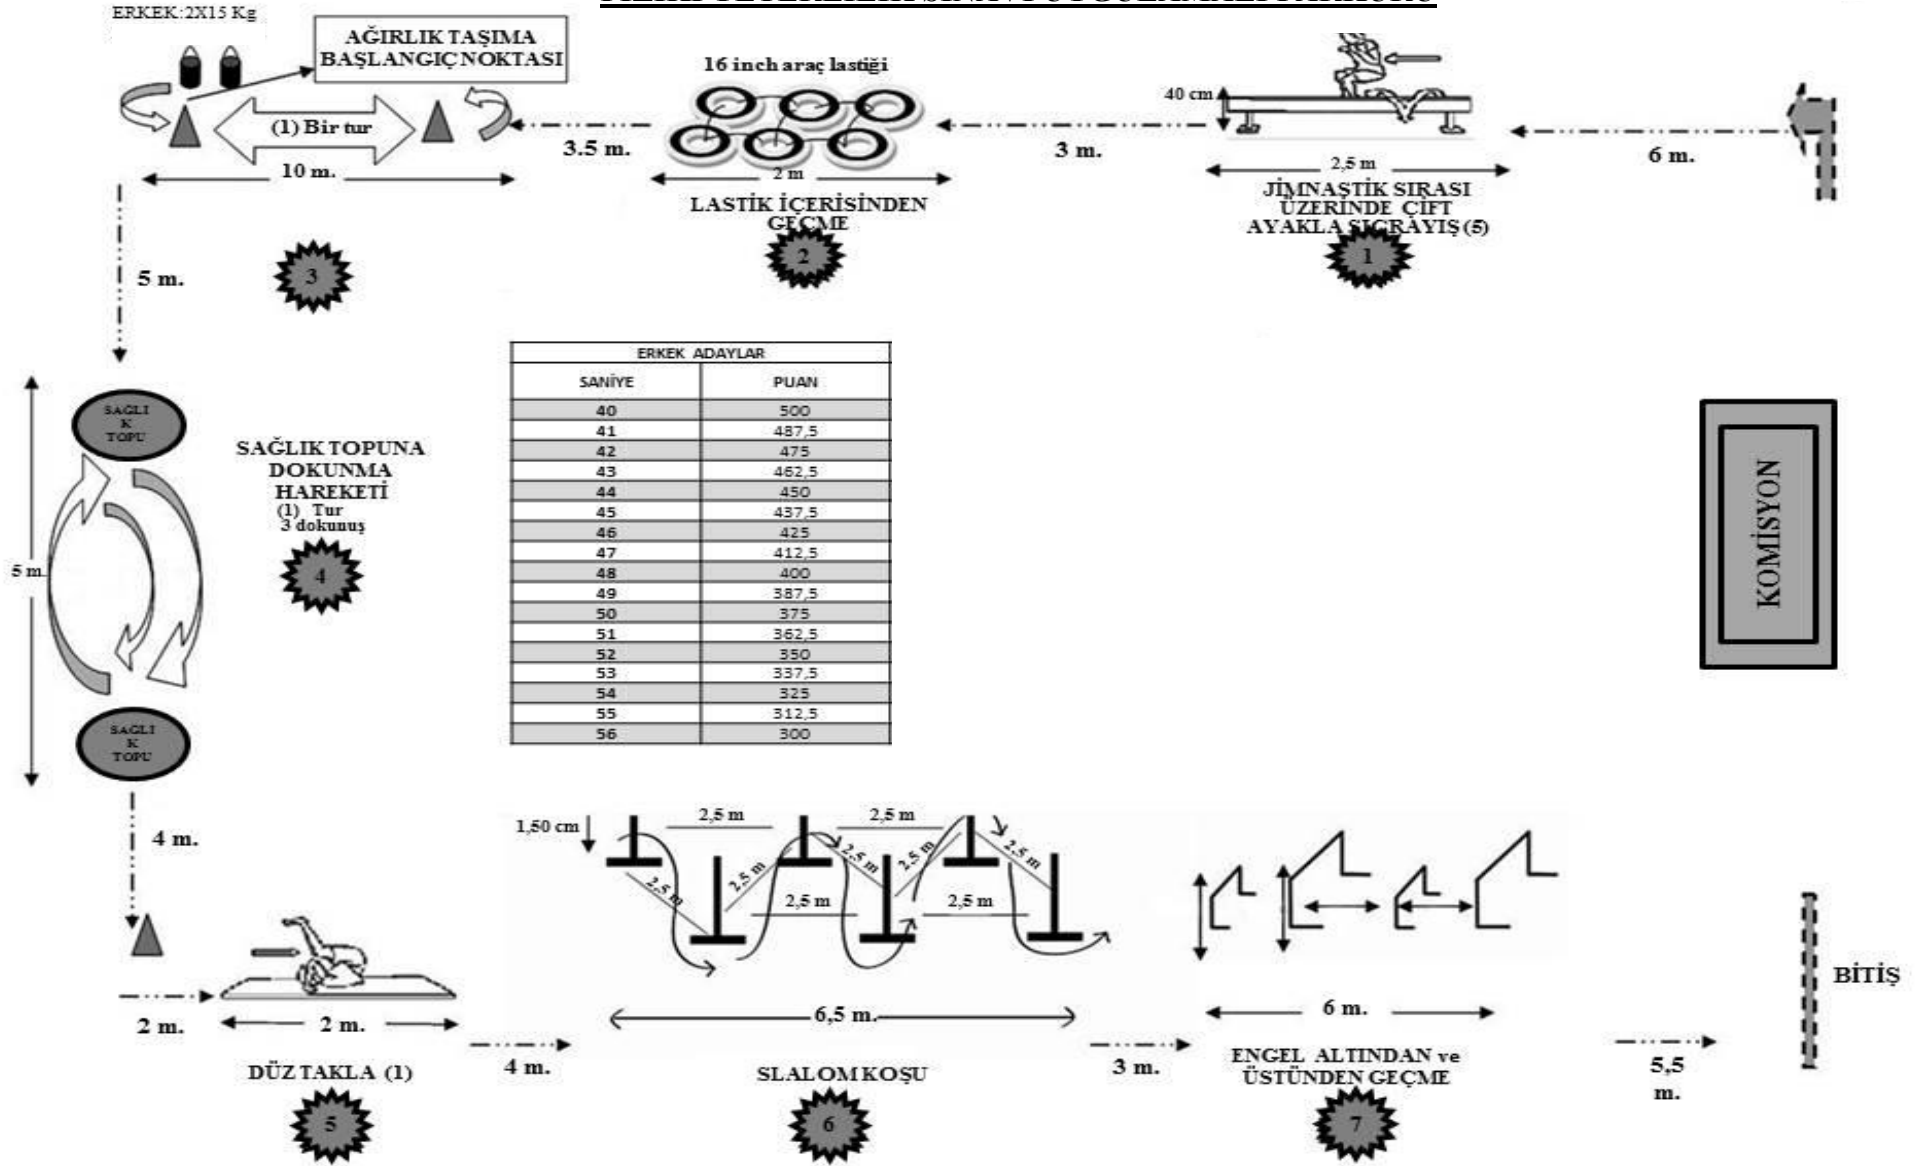 ERKEK:2X15 Kg
AĞIRLIK TAŞIMA
BAŞLANGIÇ NOKTASI
(1) Bir tur
10 m.
3.5 m.
16 inch araç lastiği
2 m
LASTİK İÇERİSİNDEN
GEÇME
2
3 m.
40 cm
2,5 m
JİMNASTİK SIRASI
ÜZERİNDE ÇİFT
AYAKLA SIÇRAYIŞ (5)
1
6 m.
5 m.
3
SAĞLI
K
TOPU
5 m.
SAĞLIK TOPUNA
DOKUNMA
HAREKETİ
(1) Tur
3 dokunuş
4
SAĞLI
K
TOPU
ERKEK ADAYLAR
SANİYE PUAN
40 500
41 487,5
42 475
43 462,5
44 450
45 437,5
46 425
47 412,5
48 400
49 387,5
50 375
51 362,5
52 350
53 337,5
54 325
55 312,5
56 300
KOMİSYON
4 m.
2 m.
2 m.
DÜZ TAKLA (1)
5
4 m.
1,50 cm
2,5 m
2,5 m
2,5 m
2,5 m
2,5 m
2,5 m
2,5 m
2,5 m
2,5 m
6,5 m.
SLALOM KOŞU
6
3 m.
6 m.
ENGEL ALTINDAN ve
ÜSTÜNDEN GEÇME
7
5,5
m.
BİTİŞ